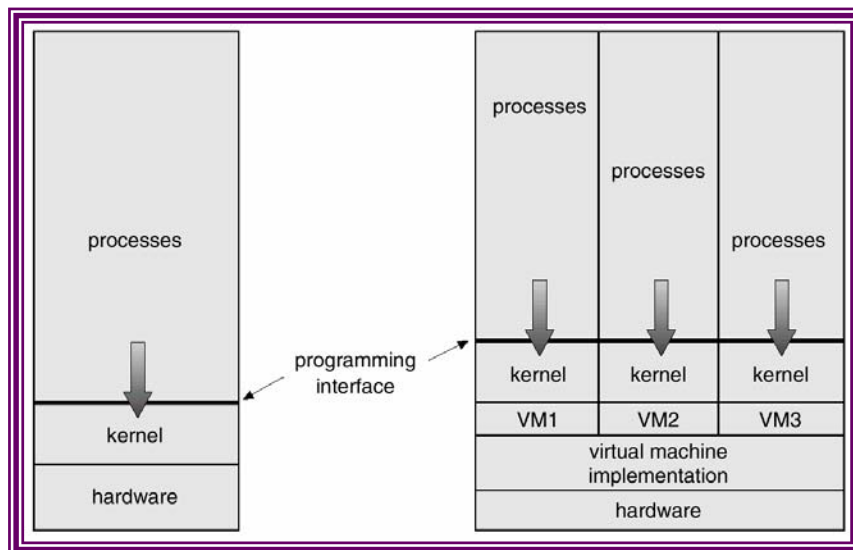 processes
kernel
hardware
programming
interface
processes
processes
processes
kernel
kernel
kernel
VM1
VM2
VM3
virtual machine
implementation
hardware